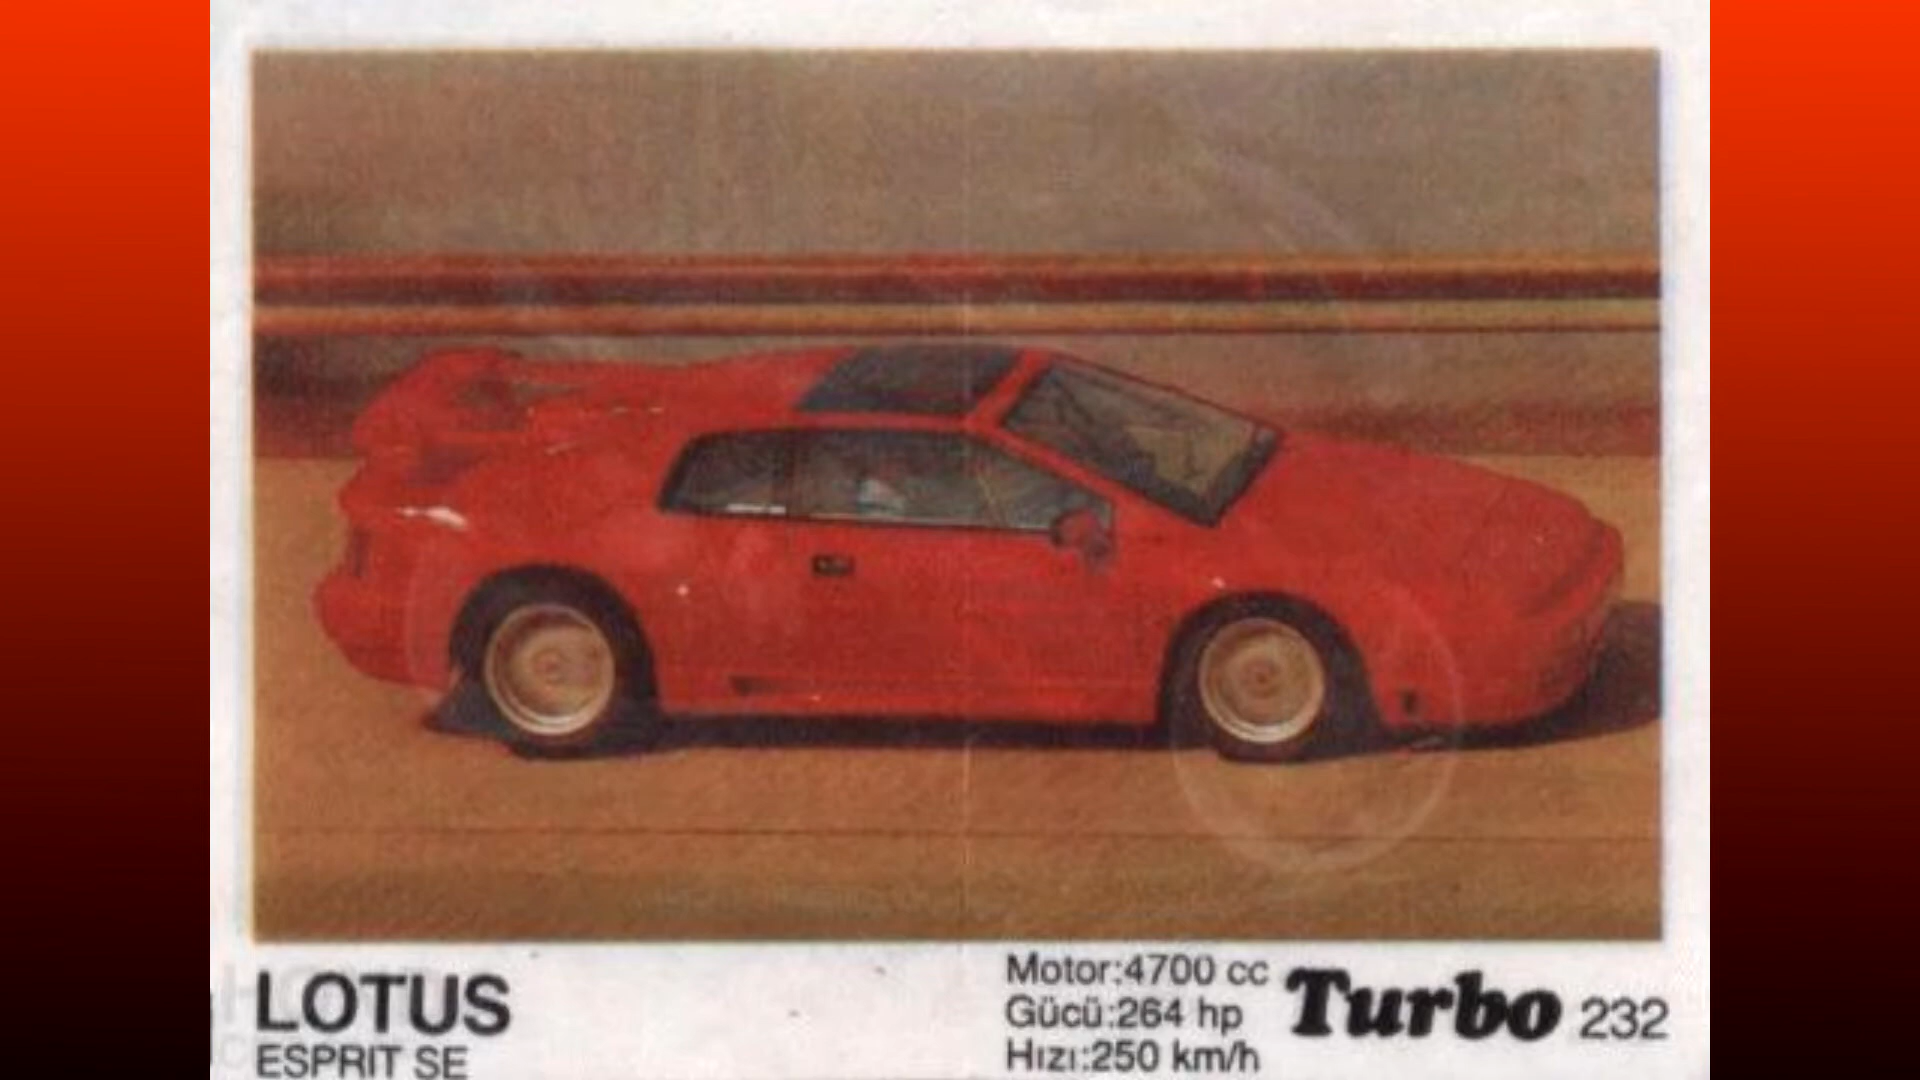 LOTUS
ESPRIT SE
Motor:4700 cc
Gücü:264 hp
Hızı:250 km/h
Turbo 232